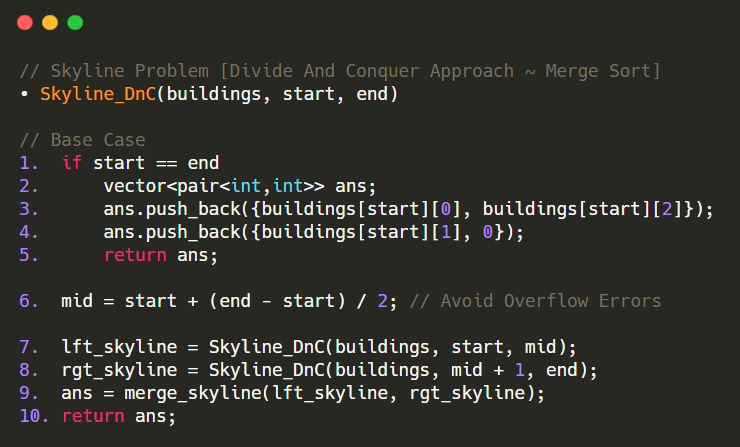 // Skyline Problem [Divide And Conquer Approach ~ Merge Sort]
• Skyline_DnC(buildings, start, end)
// Base Case
1. if start == end
2. vector<pair<int,int>> ans;
3. ans.push_back({buildings[start][0], buildings[start][2]});
4. ans.push_back({buildings[start][1], 0});
5. return ans;
6. mid = start + (end - start) / 2; // Avoid Overflow Errors
7. lft_skyline = Skyline_DnC(buildings, start, mid);
8. rgt_skyline = Skyline_DnC(buildings, mid + 1, end);
9. ans = merge_skyline(lft_skyline, rgt_skyline);
10. return ans;